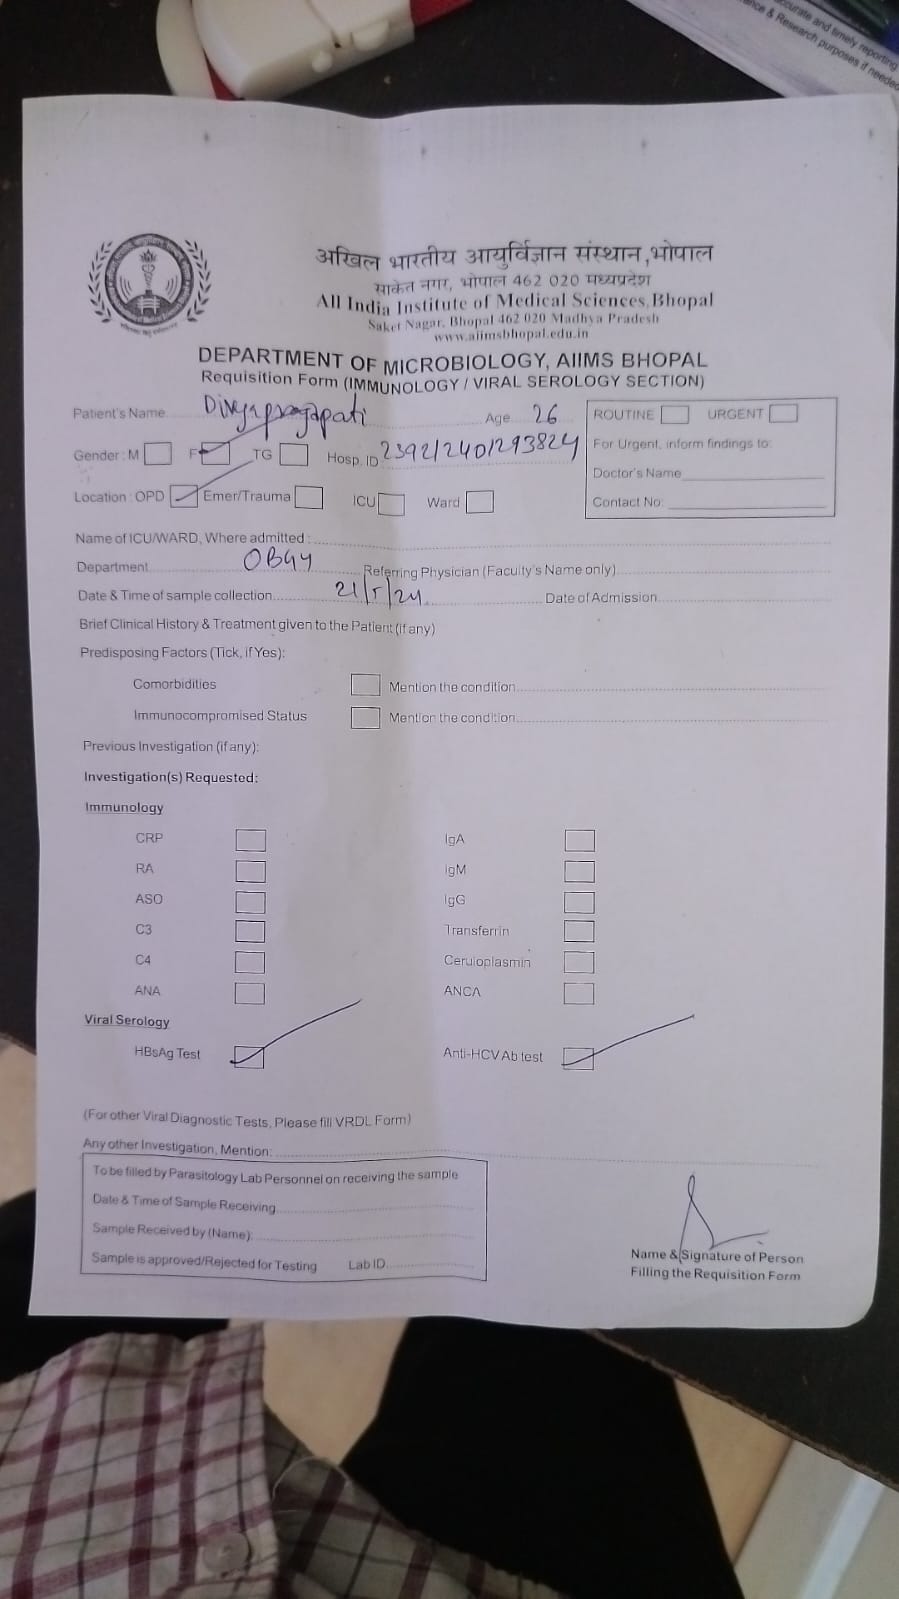 accurate and timely reporting
& Research purposes if needed
अखिल भारतीय आयुर्विज्ञान संस्थान,भोपाल
साकेत नगर, भोपाल 462 020 मध्यप्रदेश
All India Institute of Medical Sciences, Bhopal
Saket Nagar, Bhopal 462 020 Madhya Pradesh
www.aiimsbhopal.edu.in
DEPARTMENT OF MICROBIOLOGY, AIIMS BHOPAL
Requisition Form (IMMUNOLOGY / VIRAL SEROLOGY SECTION)
Patient's Name Divya prajapati Age 26 ROUTINE URGENT
Gender : M F TG Hosp. ID For Urgent, inform findings to:
Doctor's Name
Location : OPD Emer/Trauma ICU Ward Contact No:
Name of ICU/WARD, Where admitted :
Department OBGY Referring Physician (Faculty's Name only)
Date & Time of sample collection 21/5/24 Date of Admission
Brief Clinical History & Treatment given to the Patient (if any)
Predisposing Factors (Tick, if Yes):
Comorbidities Mention the condition
Immunocompromised Status Mention the condition
Previous Investigation (if any):
Investigation(s) Requested:
Immunology
CRP IgA
RA IgM
ASO IgG
C3 Transferrin
C4 Ceruloplasmin
ANA ANCA
Viral Serology
HBsAg Test Anti-HCV Ab test
(For other Viral Diagnostic Tests, Please fill VRDL Form)
Any other Investigation, Mention:
To be filled by Parasitology Lab Personnel on receiving the sample
Date & Time of Sample Receiving
Sample Received by (Name)
Sample is approved/Rejected for Testing Lab ID
Name & Signature of Person
Filling the Requisition Form